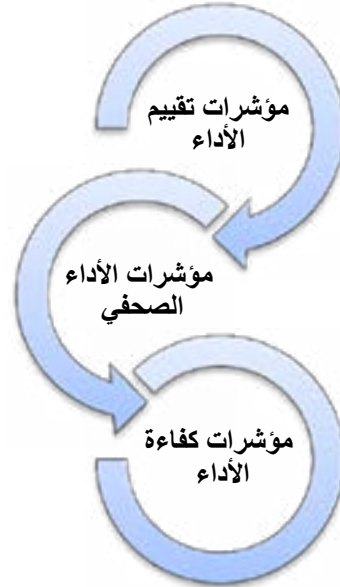 مؤشرات تقييم
الأداء
مؤشرات الأداء
الصحفي
مؤشرات كفاءة
الأداء